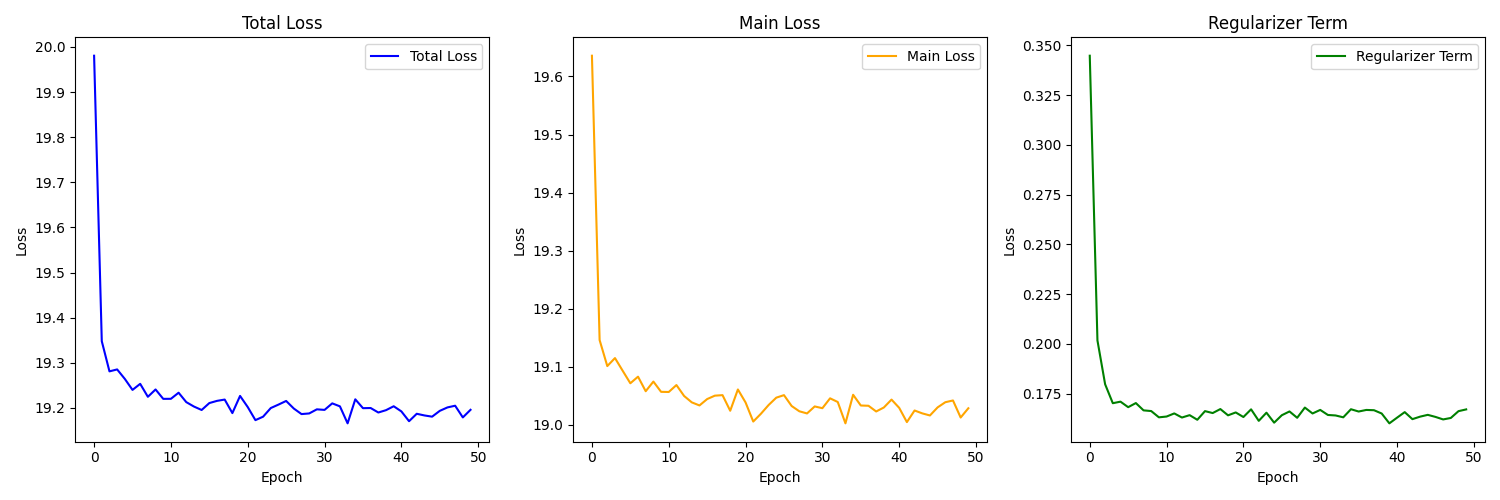 Total Loss
Total Loss
20.0
19.9
19.8
19.7
19.6
19.5
19.4
19.3
19.2
Loss
0 10 20 30 40 50
Epoch
Main Loss
Main Loss
19.6
19.5
19.4
19.3
19.2
19.1
19.0
Loss
0 10 20 30 40 50
Epoch
Regularizer Term
Regularizer Term
0.350
0.325
0.300
0.275
0.250
0.225
0.200
0.175
Loss
0 10 20 30 40 50
Epoch